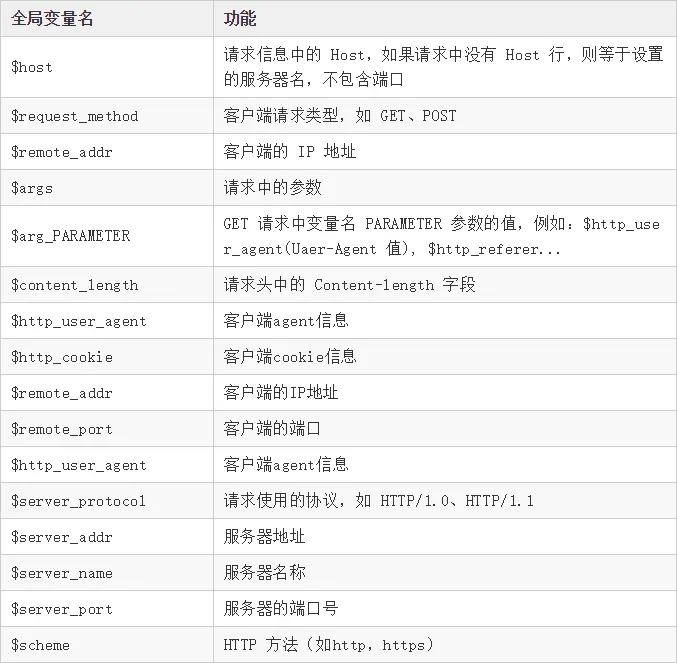 全局变量名 功能
$host 请求信息中的 Host，如果请求中没有 Host 行，则等于设置
的服务器名，不包含端口
$request_method 客户端请求类型，如 GET、POST
$remote_addr 客户端的 IP 地址
$args 请求中的参数
$arg_PARAMETER GET 请求中变量名 PARAMETER 参数的值，例如：$http_use
r_agent(Uaer-Agent 值), $http_referer...
$content_length 请求头中的 Content-length 字段
$http_user_agent 客户端agent信息
$http_cookie 客户端cookie信息
$remote_addr 客户端的IP地址
$remote_port 客户端的端口
$http_user_agent 客户端agent信息
$server_protocol 请求使用的协议，如 HTTP/1.0、HTTP/1.1
$server_addr 服务器地址
$server_name 服务器名称
$server_port 服务器的端口号
$scheme HTTP 方法（如http，https）